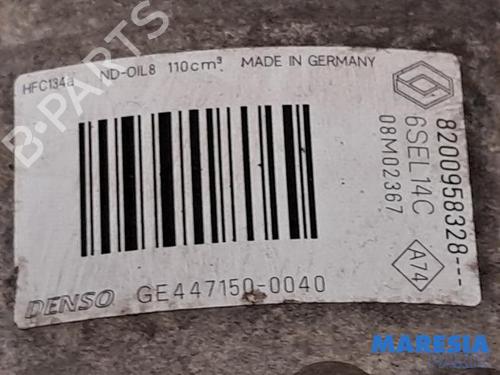 HFC134a ND-OIL8 110cm³ MADE IN GERMANY
8200958328---
6SEL14C
08M02367
A74
DENSO GE447150-0040
B-PARTS
MARESIA